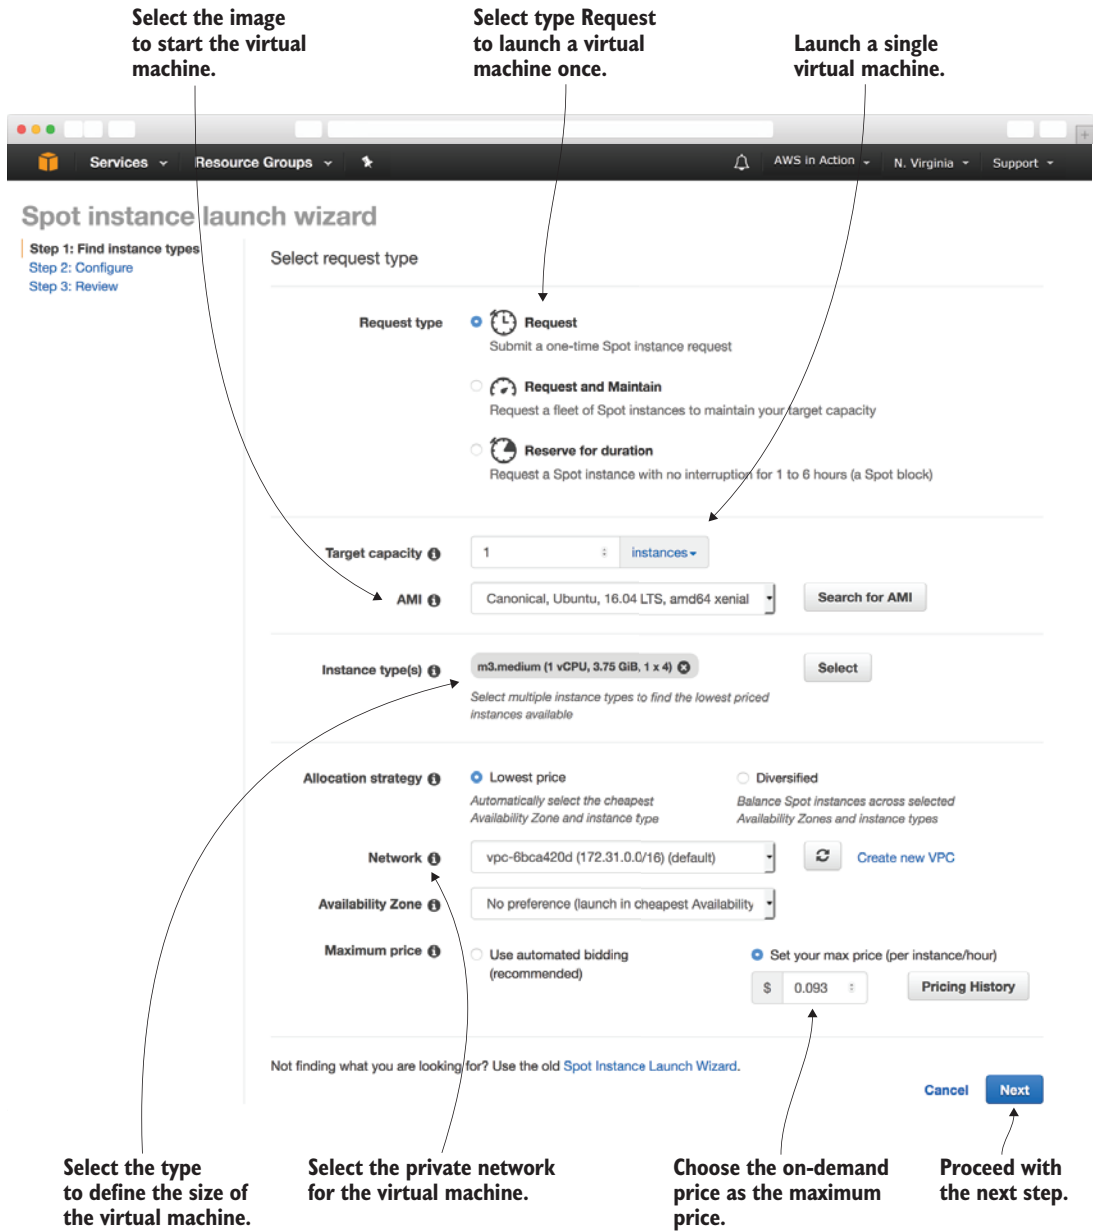 Select the image
to start the virtual
machine.
Select type Request
to launch a virtual
machine once.
Launch a single
virtual machine.
Services
Resource Groups
AWS in Action
N. Virginia
Support
Spot instance launch wizard
Step 1: Find instance types
Step 2: Configure
Step 3: Review
Select request type
Request type
Request
Submit a one-time Spot instance request
Request and Maintain
Request a fleet of Spot instances to maintain your target capacity
Reserve for duration
Request a Spot instance with no interruption for 1 to 6 hours (a Spot block)
Target capacity
1
instances
AMI
Canonical, Ubuntu, 16.04 LTS, amd64 xenial
Search for AMI
Instance type(s)
m3.medium (1 vCPU, 3.75 GiB, 1 x 4)
Select
Select multiple instance types to find the lowest priced
instances available
Allocation strategy
Lowest price
Automatically select the cheapest
Availability Zone and instance type
Diversified
Balance Spot instances across selected
Availability Zones and instance types
Network
vpc-6bca420d (172.31.0.0/16) (default)
Create new VPC
Availability Zone
No preference (launch in cheapest Availability
Maximum price
Use automated bidding
(recommended)
Set your max price (per instance/hour)
$ 0.093
Pricing History
Not finding what you are looking for? Use the old Spot Instance Launch Wizard.
Cancel
Next
Select the type
to define the size of
the virtual machine.
Select the private network
for the virtual machine.
Choose the on-demand
price as the maximum
price.
Proceed with
the next step.